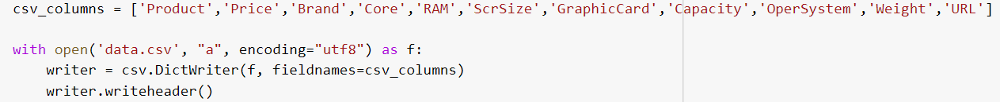 csv_columns = ['Product','Price','Brand','Core','RAM','ScrSize','GraphicCard','Capacity','OperSystem','Weight','URL']
with open('data.csv', "a", encoding="utf8") as f:
    writer = csv.DictWriter(f, fieldnames=csv_columns)
    writer.writeheader()